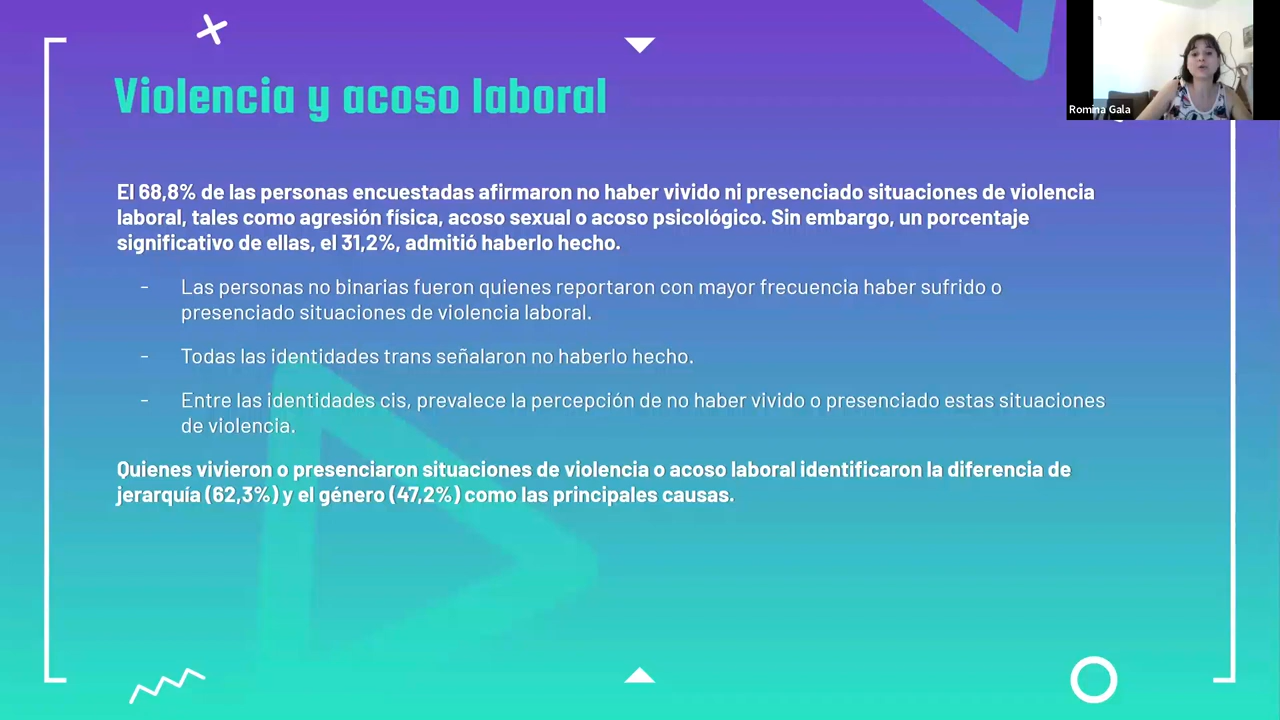 Violencia y acoso laboral
Romina Gala
El 68,8% de las personas encuestadas afirmaron no haber vivido ni presenciado situaciones de violencia
laboral, tales como agresión física, acoso sexual o acoso psicológico. Sin embargo, un porcentaje
significativo de ellas, el 31,2%, admitió haberlo hecho.
- Las personas no binarias fueron quienes reportaron con mayor frecuencia haber sufrido o
presenciado situaciones de violencia laboral.
- Todas las identidades trans señalaron no haberlo hecho.
- Entre las identidades cis, prevalece la percepción de no haber vivido o presenciado estas situaciones
de violencia.
Quienes vivieron o presenciaron situaciones de violencia o acoso laboral identificaron la diferencia de
jerarquía (62,3%) y el género (47,2%) como las principales causas.